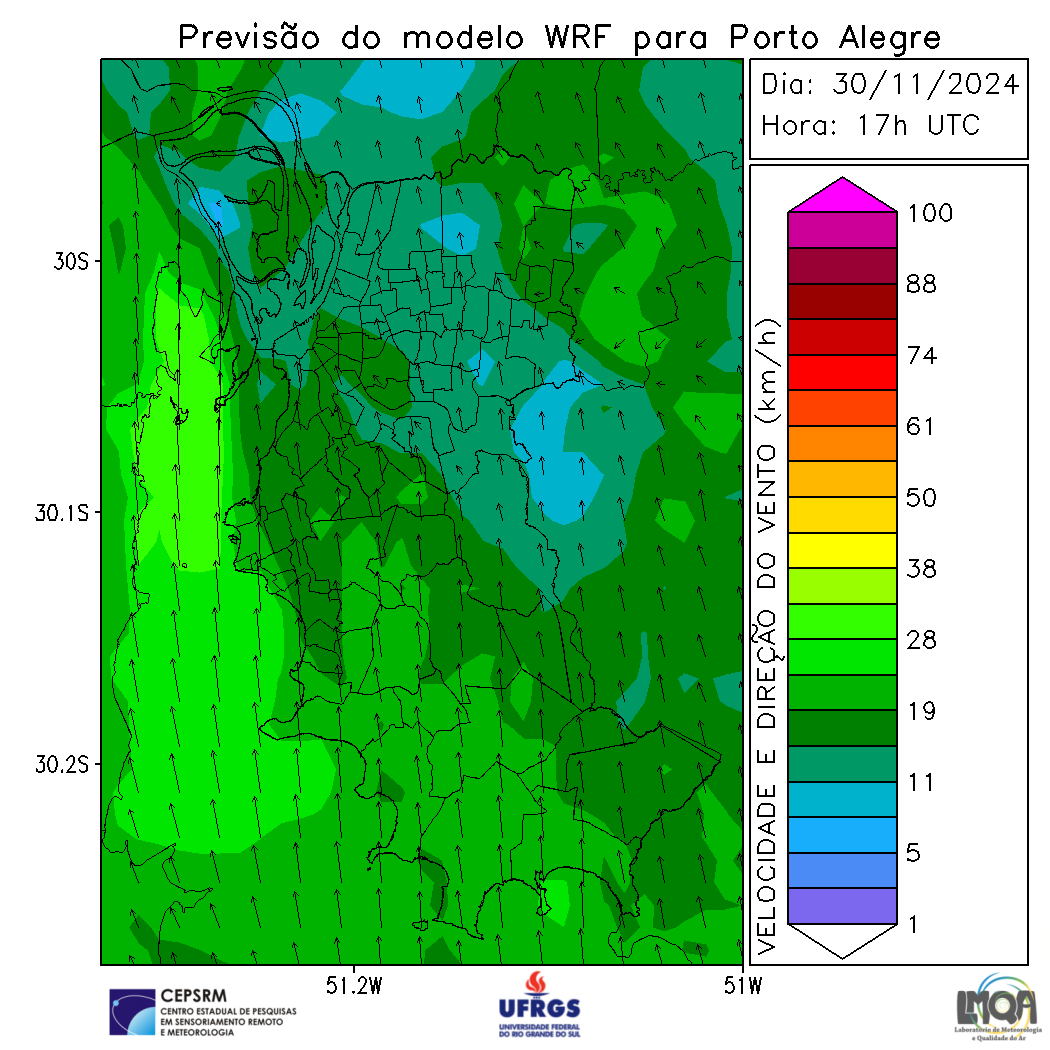 Previsão do modelo WRF para Porto Alegre
Dia: 30/11/2024
Hora: 17h UTC
30S
30.1S
30.2S
51.2W
51W
VELOCIDADE E DIREÇÃO DO VENTO (km/h)
100
88
74
61
50
38
28
19
11
5
1
CEPSRM
CENTRO ESTADUAL DE PESQUISAS
EM SENSORIAMENTO REMOTO
E METEOROLOGIA
UFRGS
UNIVERSIDADE FEDERAL
DO RIO GRANDE DO SUL
LMQA
Laboratório de Meteorologia
e Qualidade do Ar